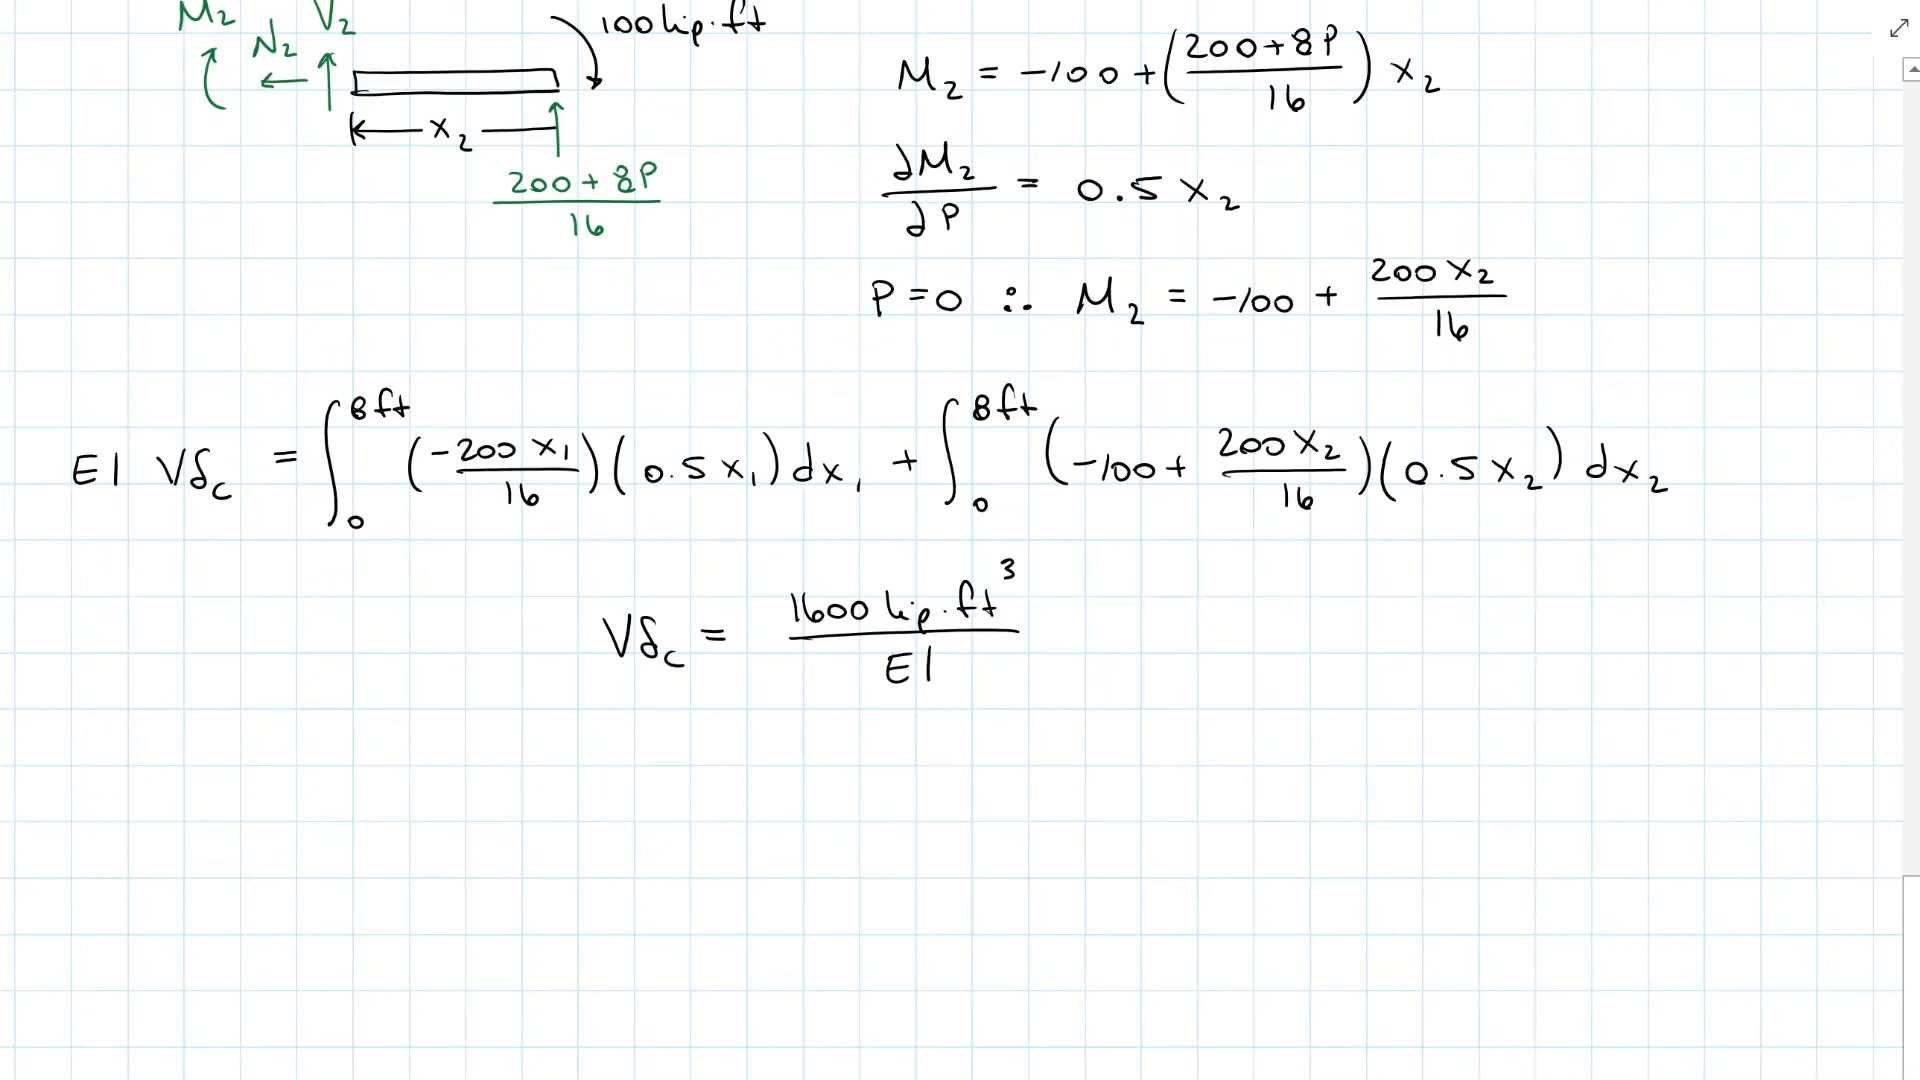 M₂ N₂ V₂ 100 kip·ft
x₂
(200 + 8P)/16
M₂ = -100 + ((200 + 8P)/16) x₂
∂M₂/∂P = 0.5 x₂
P = 0 ∴ M₂ = -100 + 200 x₂/16
EI Vδ_c = ∫₀^{8ft} (-200 x₁/16)(0.5 x₁) dx₁ + ∫₀^{8ft} (-100 + 200 x₂/16)(0.5 x₂) dx₂
Vδ_c = 1600 kip·ft³/EI